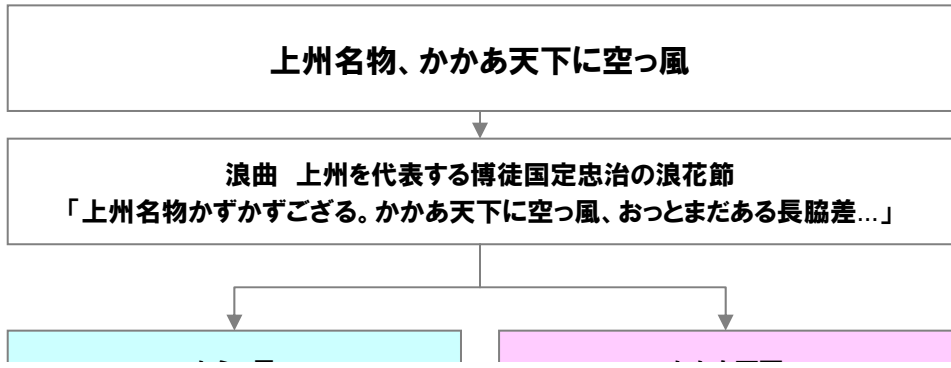 上州名物、かかあ天下に空っ風
浪曲　上州を代表する博徒国定忠治の浪花節
「上州名物かずかずござる。かかあ天下に空っ風、おっとまだある長脇差...」